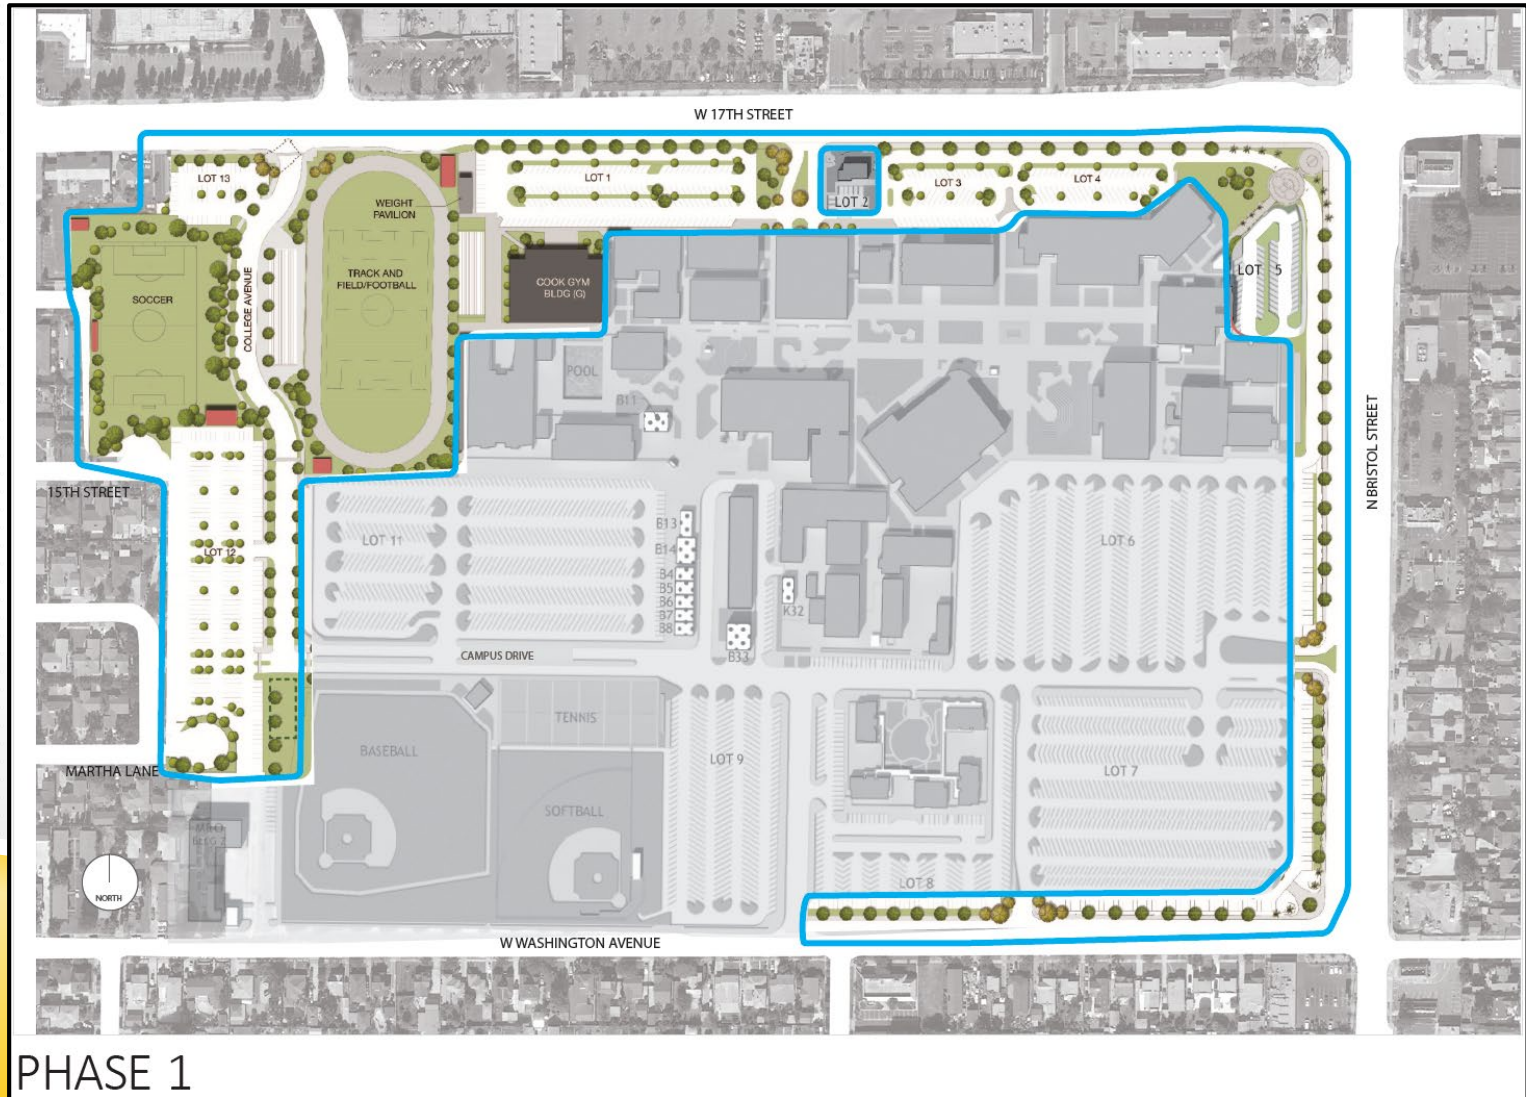 W 17TH STREET
LOT 13
LOT 1
LOT 2
LOT 3
LOT 4
WEIGHT
PAVILION
COLLEGE AVENUE
SOCCER
TRACK AND
FIELD/FOOTBALL
COOK GYM
BLDG (G)
LOT 5
POOL
B11
N BRISTOL STREET
15TH STREET
LOT 12
LOT 11
B13
B14
B4
B5
B6
B7
B8
K32
B33
LOT 6
CAMPUS DRIVE
TENNIS
BASEBALL
SOFTBALL
LOT 9
LOT 7
LOT 8
MARTHA LANE
NORTH
W WASHINGTON AVENUE
PHASE 1